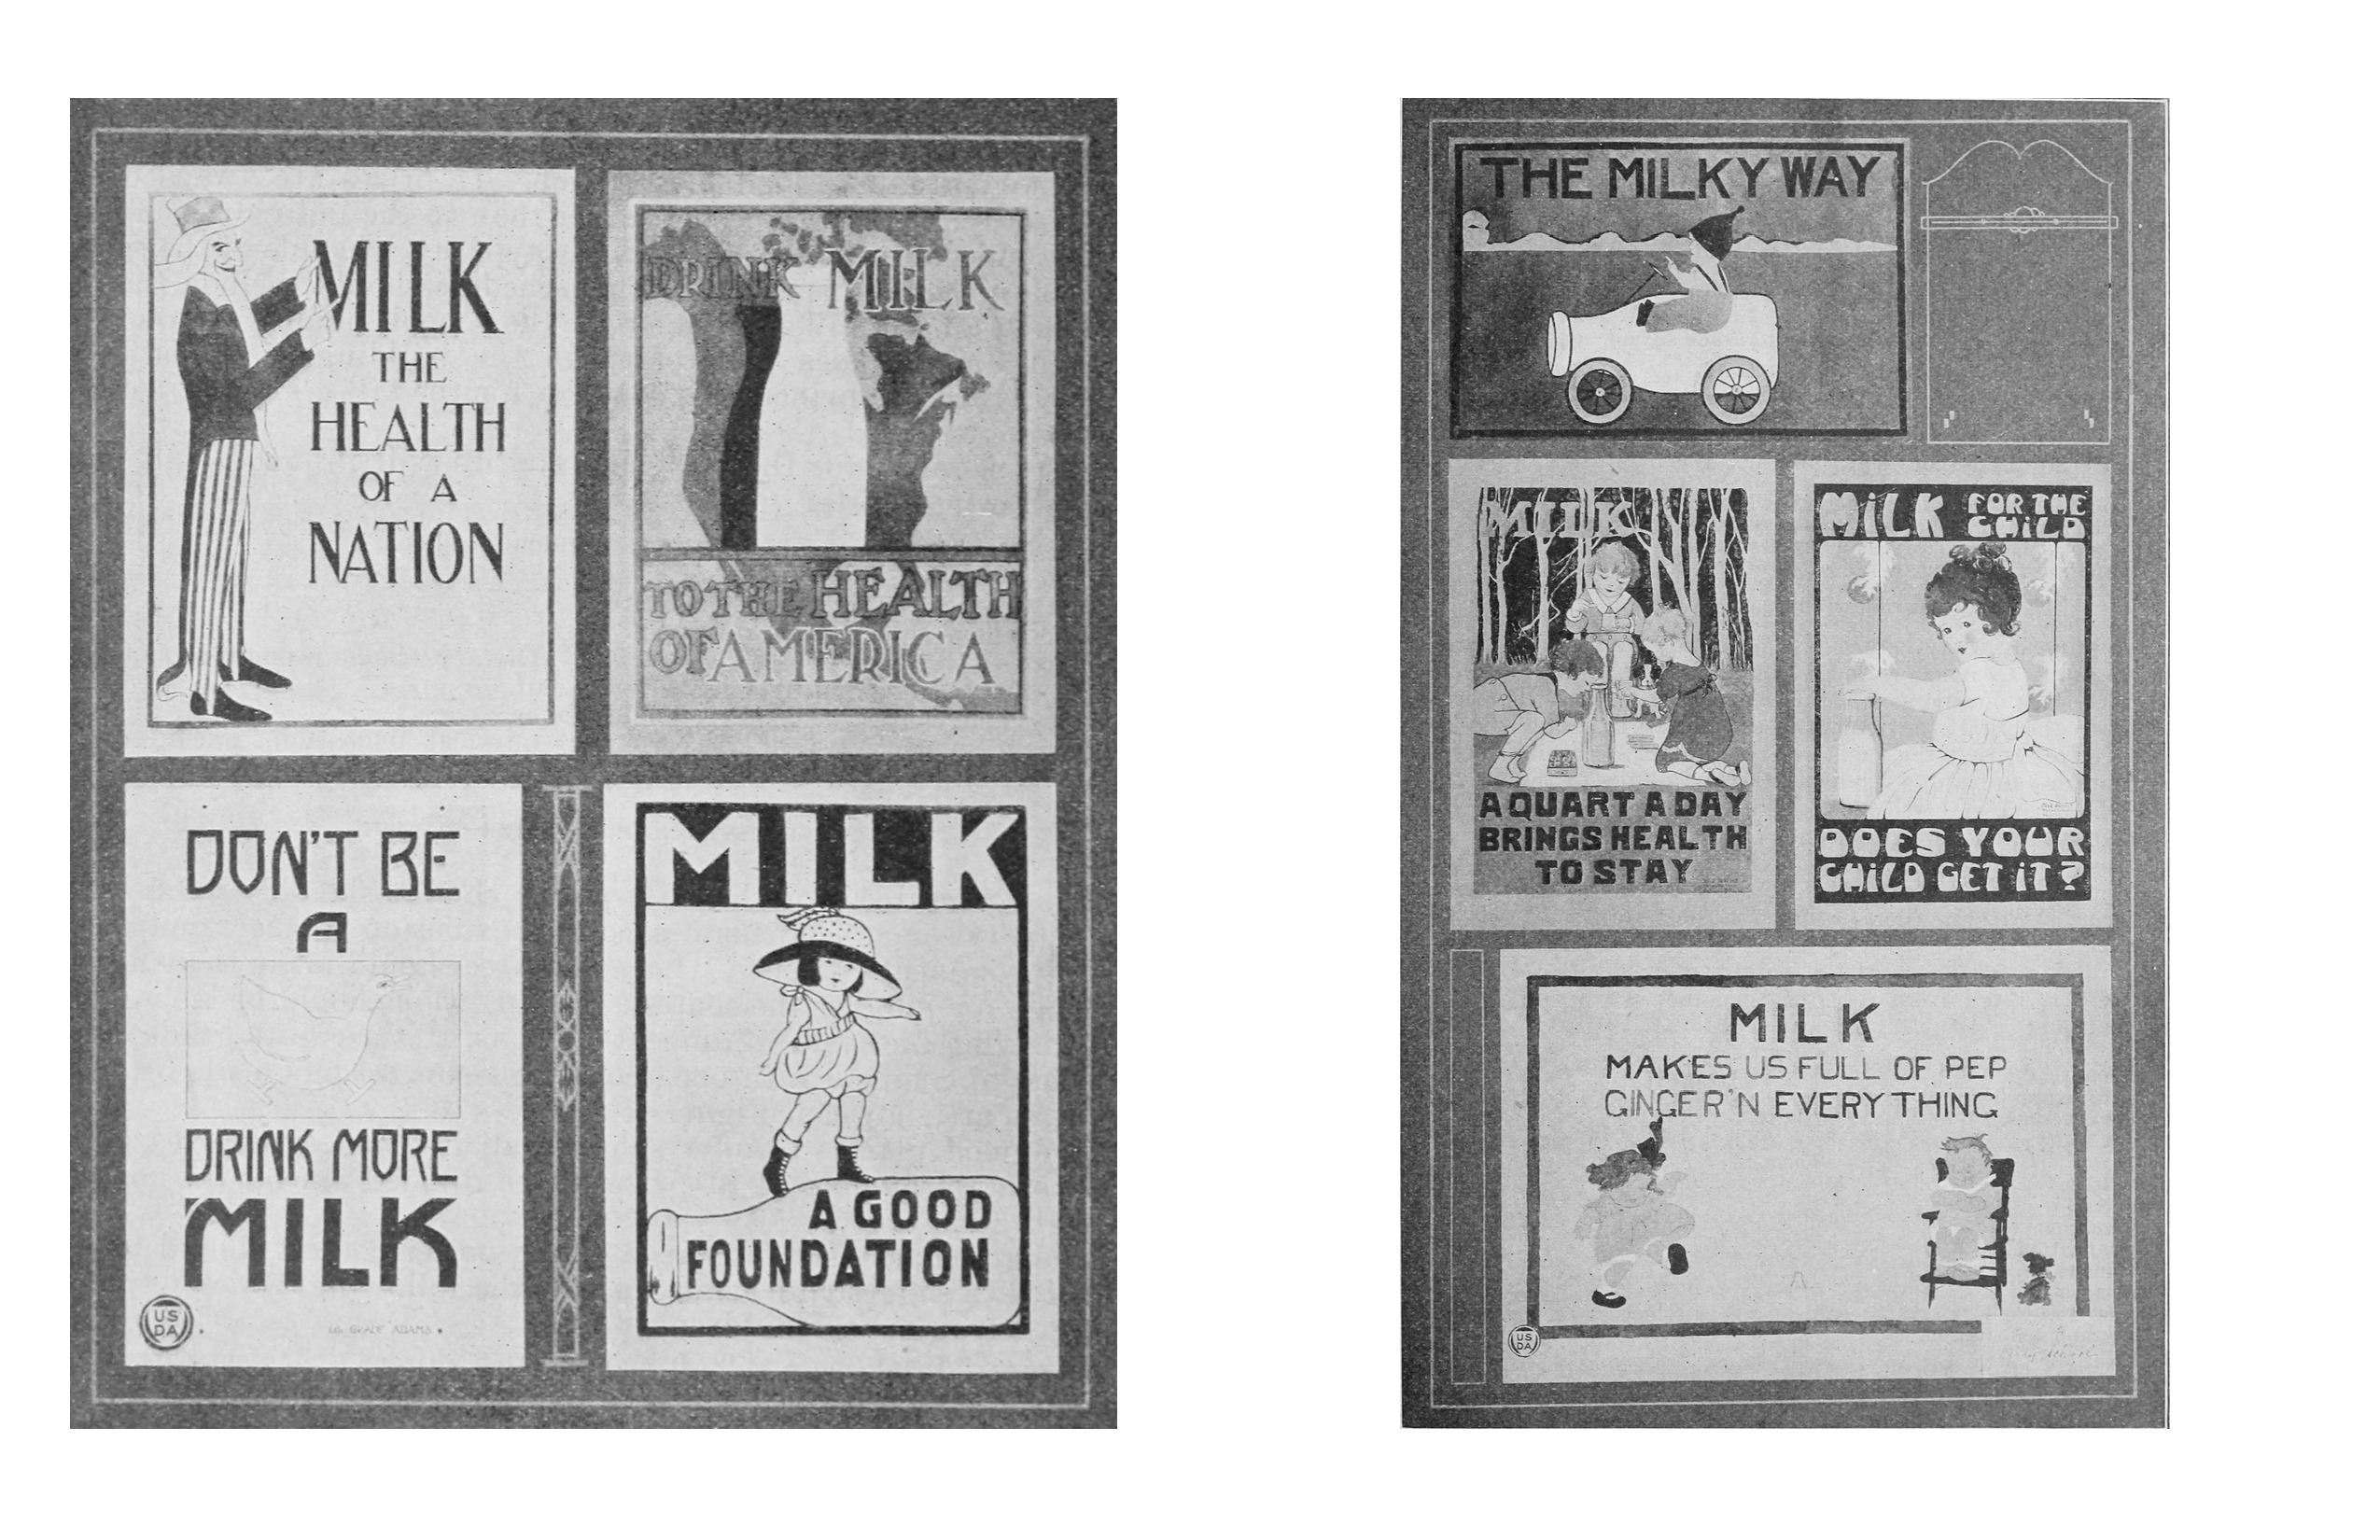 MILK
THE
HEALTH
OF A
NATION
DRINK MILK
TO THE HEALTH
OF AMERICA
DON'T BE
A
DRINK MORE
MILK
US
DA
ADAMS
MILK
A GOOD
FOUNDATION
THE MILKY WAY
MILK
A QUART A DAY
BRINGS HEALTH
TO STAY
MiLK FOR THE
CHiLD
DOES YOUR
CHiLD GET iT?
MILK
MAKES US FULL OF PEP
GINGER'N EVERYTHING
US
DA